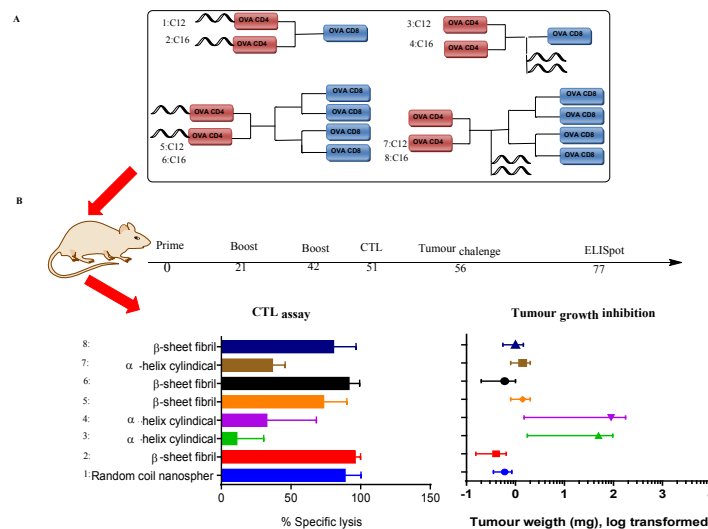 A
1:C12
OVA CD4
2:C16
OVA CD4
OVA CD8
3:C12
OVA CD4
4:C16
OVA CD4
OVA CD8
OVA CD4
OVA CD4
5:C12
6:C16
OVA CD8
OVA CD8
OVA CD8
OVA CD8
OVA CD4
OVA CD4
7:C12
8:C16
OVA CD8
OVA CD8
OVA CD8
OVA CD8
B
Prime Boost Boost CTL Tumour chalenge ELISpot
0 21 42 51 56 77
CTL assay
8: β-sheet fibril
7: α -helix cylindical
6: β-sheet fibril
5: β-sheet fibril
4: α -helix cylindical
3: α -helix cylindical
2: β-sheet fibril
1: Random coil nanospher
0 50 100 150
% Specific lysis
Tumour growth inhibition
-1 0 1 2 3
Tumour weigth (mg), log transformed